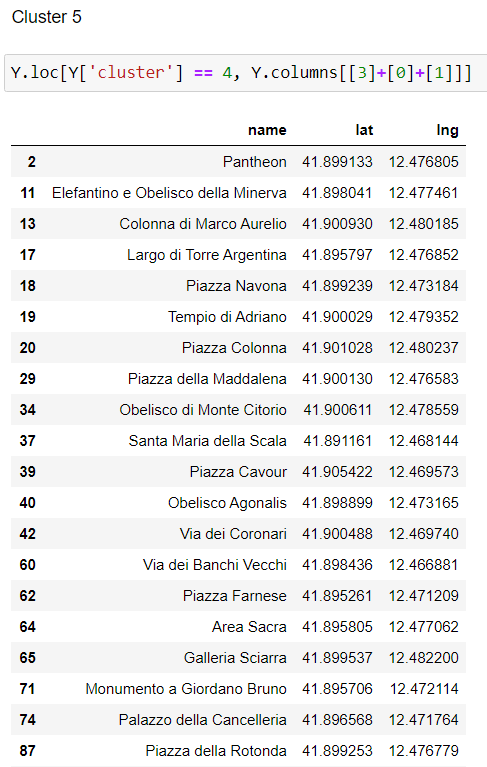 Cluster 5
Y.loc[Y['cluster'] == 4, Y.columns[[3]+[0]+[1]]]
name lat lng
2 Pantheon 41.899133 12.476805
11 Elefantino e Obelisco della Minerva 41.898041 12.477461
13 Colonna di Marco Aurelio 41.900930 12.480185
17 Largo di Torre Argentina 41.895797 12.476852
18 Piazza Navona 41.899239 12.473184
19 Tempio di Adriano 41.900029 12.479352
20 Piazza Colonna 41.901028 12.480237
29 Piazza della Maddalena 41.900130 12.476583
34 Obelisco di Monte Citorio 41.900611 12.478559
37 Santa Maria della Scala 41.891161 12.468144
39 Piazza Cavour 41.905422 12.469573
40 Obelisco Agonalis 41.898899 12.473165
42 Via dei Coronari 41.900488 12.469740
60 Via dei Banchi Vecchi 41.898436 12.466881
62 Piazza Farnese 41.895261 12.471209
64 Area Sacra 41.895805 12.477062
65 Galleria Sciarra 41.899537 12.482200
71 Monumento a Giordano Bruno 41.895706 12.472114
74 Palazzo della Cancelleria 41.896568 12.471764
87 Piazza della Rotonda 41.899253 12.476779